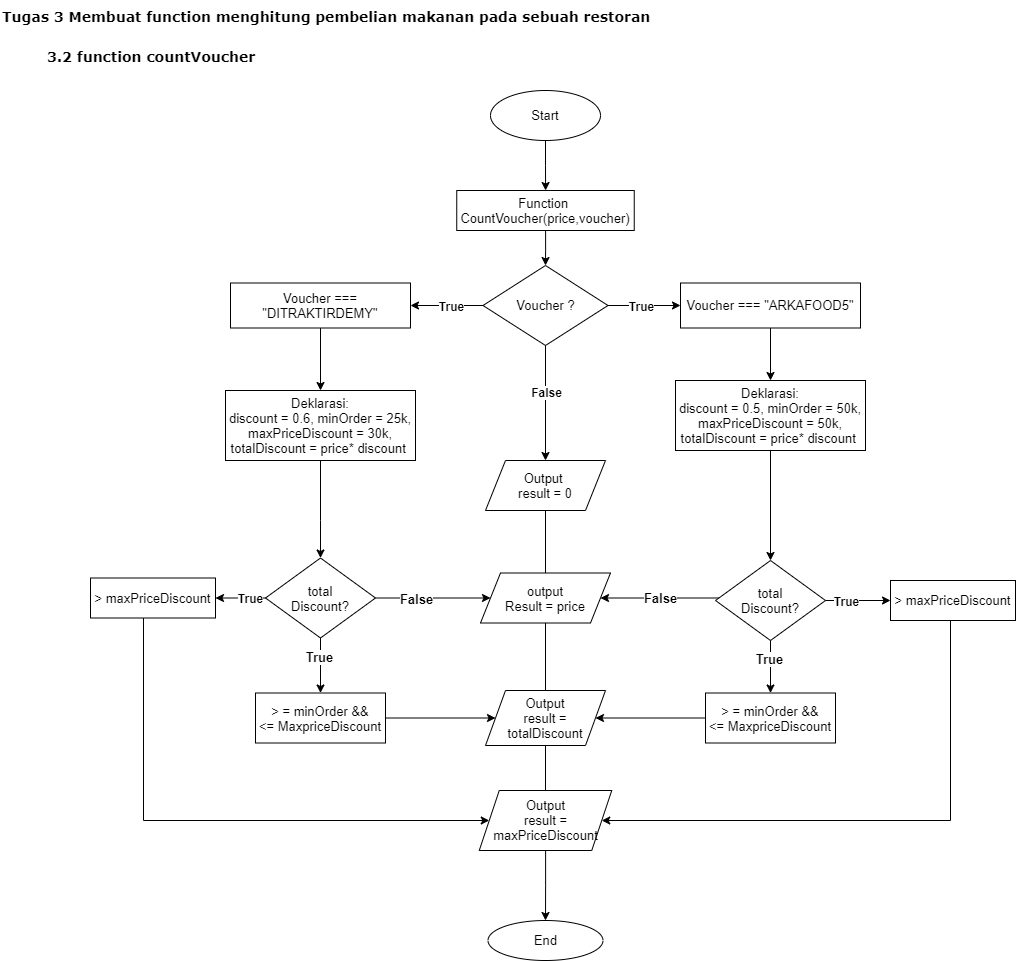 Tugas 3 Membuat function menghitung pembelian makanan pada sebuah restoran
3.2 function countVoucher
Start
Function
CountVoucher(price,voucher)
Voucher ===
"DITRAKTIRDEMY"
True
Voucher ?
True
Voucher === "ARKAFOOD5"
False
Deklarasi:
discount = 0.6, minOrder = 25k,
maxPriceDiscount = 30k,
totalDiscount = price* discount
Deklarasi:
discount = 0.5, minOrder = 50k,
maxPriceDiscount = 50k,
totalDiscount = price* discount
Output
result = 0
> maxPriceDiscount
True
total
Discount?
False
output
Result = price
False
total
Discount?
True
> maxPriceDiscount
True
True
> = minOrder &&
<= MaxpriceDiscount
Output
result =
totalDiscount
> = minOrder &&
<= MaxpriceDiscount
Output
result =
maxPriceDiscount
End